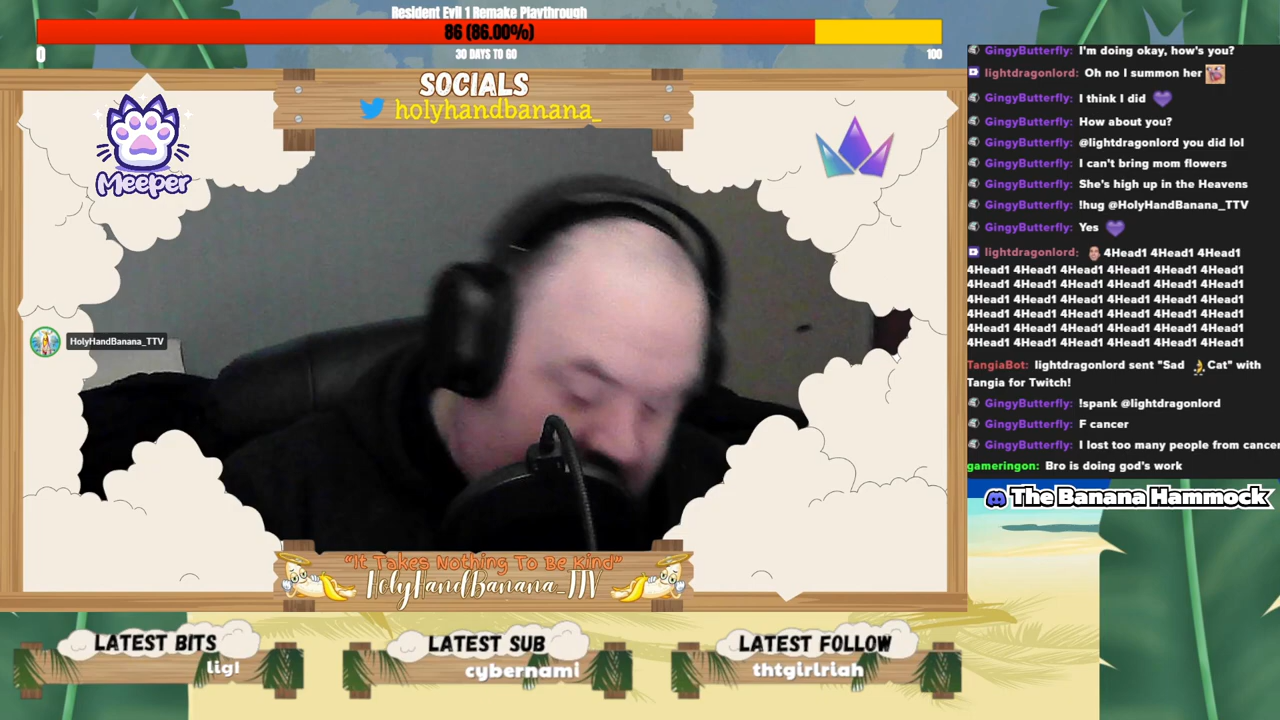 Resident Evil 1 Remake Playthrough
86 (86.00%)
0
30 DAYS TO GO
100
SOCIALS
holyhandbanana_
Meeper
HolyHandBanana_TTV
"It Takes Nothing To Be Kind"
HolyHandBanana_TTV
GingyButterfly: I'm doing okay, how's you?
lightdragonlord: Oh no I summon her
GingyButterfly: I think I did
GingyButterfly: How about you?
GingyButterfly: @lightdragonlord you did lol
GingyButterfly: I can't bring mom flowers
GingyButterfly: She's high up in the Heavens
GingyButterfly: !hug @HolyHandBanana_TTV
GingyButterfly: Yes
lightdragonlord: 4Head1 4Head1 4Head1
4Head1 4Head1 4Head1 4Head1 4Head1 4Head1
4Head1 4Head1 4Head1 4Head1 4Head1 4Head1
4Head1 4Head1 4Head1 4Head1 4Head1 4Head1
4Head1 4Head1 4Head1 4Head1 4Head1 4Head1
4Head1 4Head1 4Head1 4Head1 4Head1 4Head1
4Head1 4Head1 4Head1 4Head1 4Head1 4Head1
TangiaBot: lightdragonlord sent "Sad Cat" with
Tangia for Twitch!
GingyButterfly: !spank @lightdragonlord
GingyButterfly: F cancer
GingyButterfly: I lost too many people from cancer
gameringon: Bro is doing god's work
The Banana Hammock
LATEST BITS
ligl
LATEST SUB
cybernami
LATEST FOLLOW
thtgirlriah